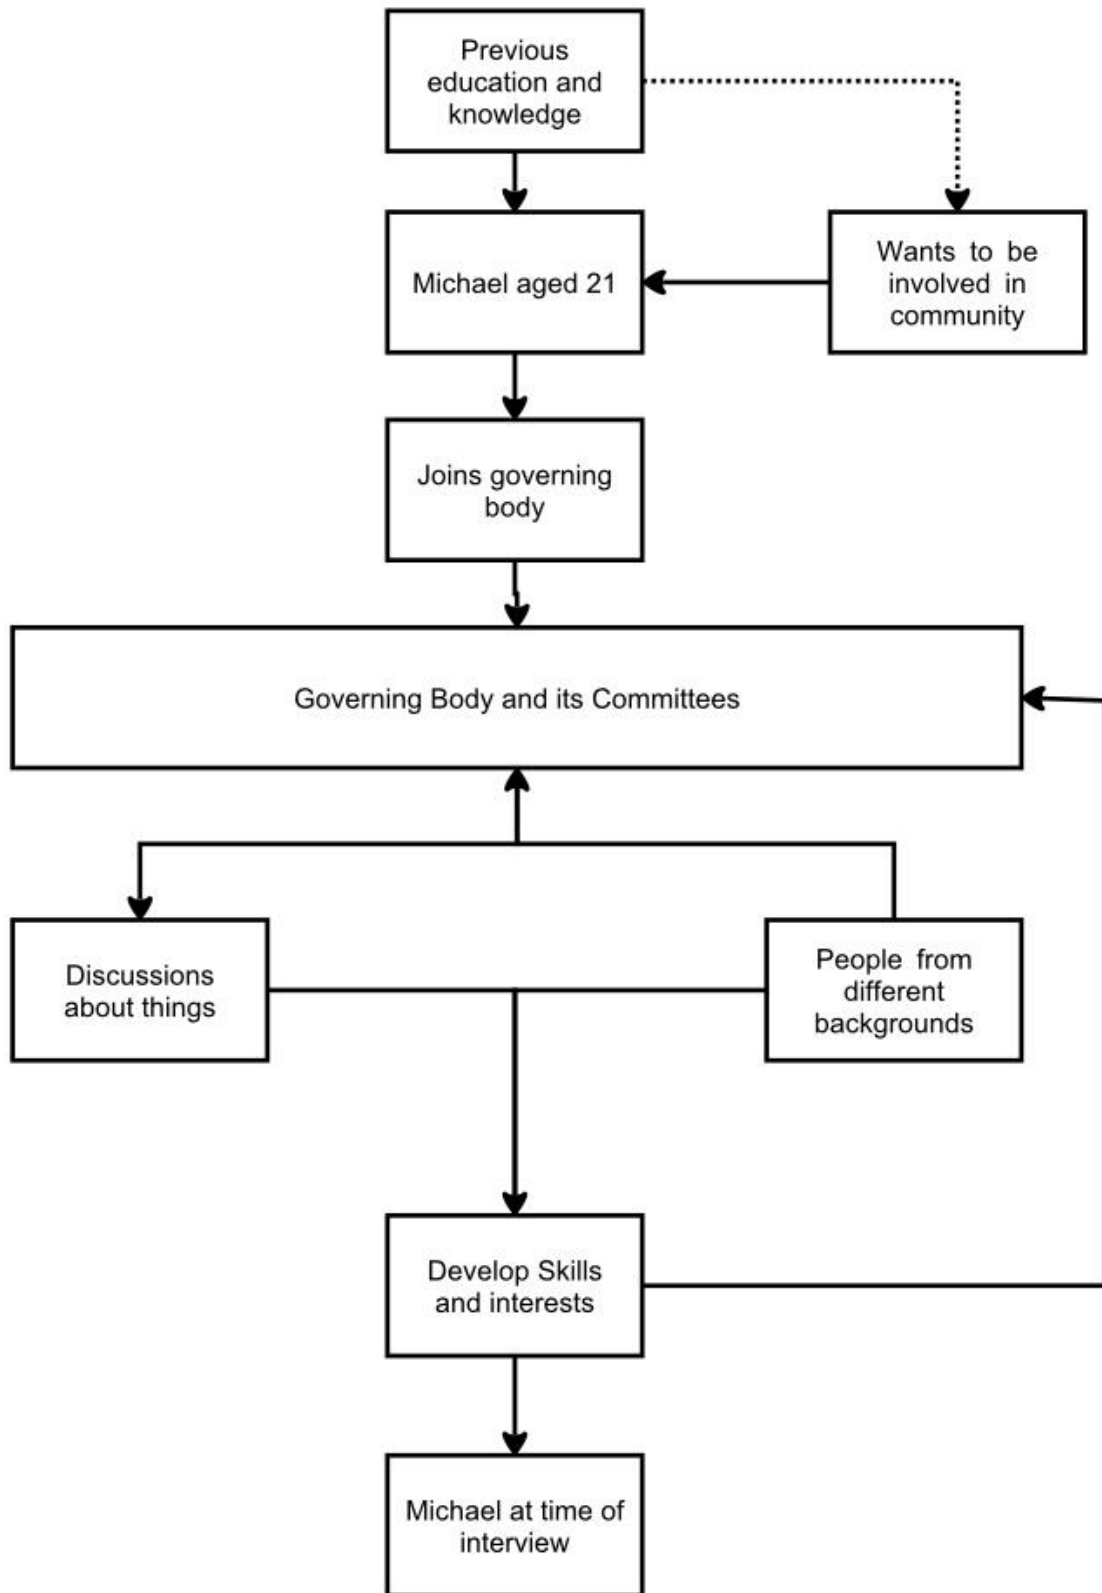 Previous
education and
knowledge
Michael aged 21
Wants to be
involved in
community
Joins governing
body
Governing Body and its Committees
Discussions
about things
People from
different
backgrounds
Develop Skills
and interests
Michael at time of
interview